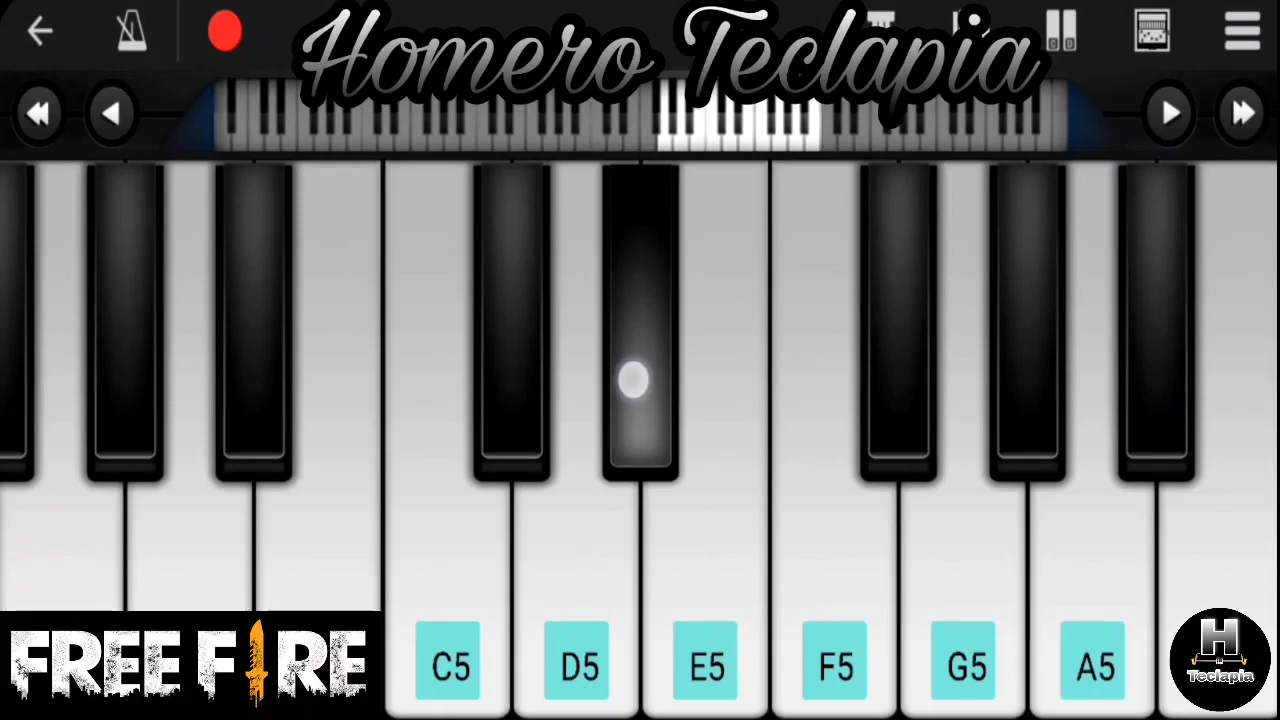 Homero Teclapia
FREE FIRE
C5 D5 E5 F5 G5 A5
H
Teclapia